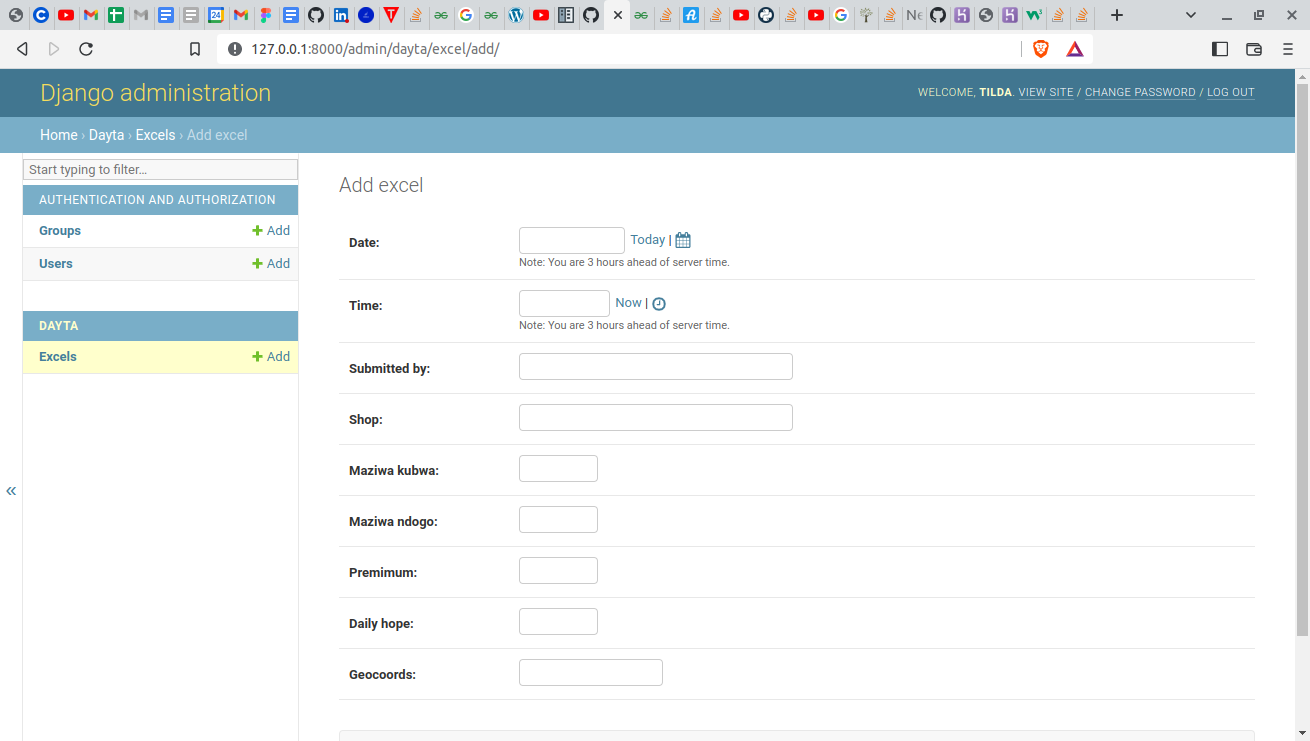 24
Ne
127.0.0.1:8000/admin/dayta/excel/add/
Django administration
WELCOME, TILDA. VIEW SITE / CHANGE PASSWORD / LOG OUT
Home › Dayta › Excels › Add excel
Start typing to filter...
AUTHENTICATION AND AUTHORIZATION
Groups + Add
Users + Add
DAYTA
Excels + Add
«
Add excel
Date: Today |
Note: You are 3 hours ahead of server time.
Time: Now |
Note: You are 3 hours ahead of server time.
Submitted by:
Shop:
Maziwa kubwa:
Maziwa ndogo:
Premimum:
Daily hope:
Geocoords: